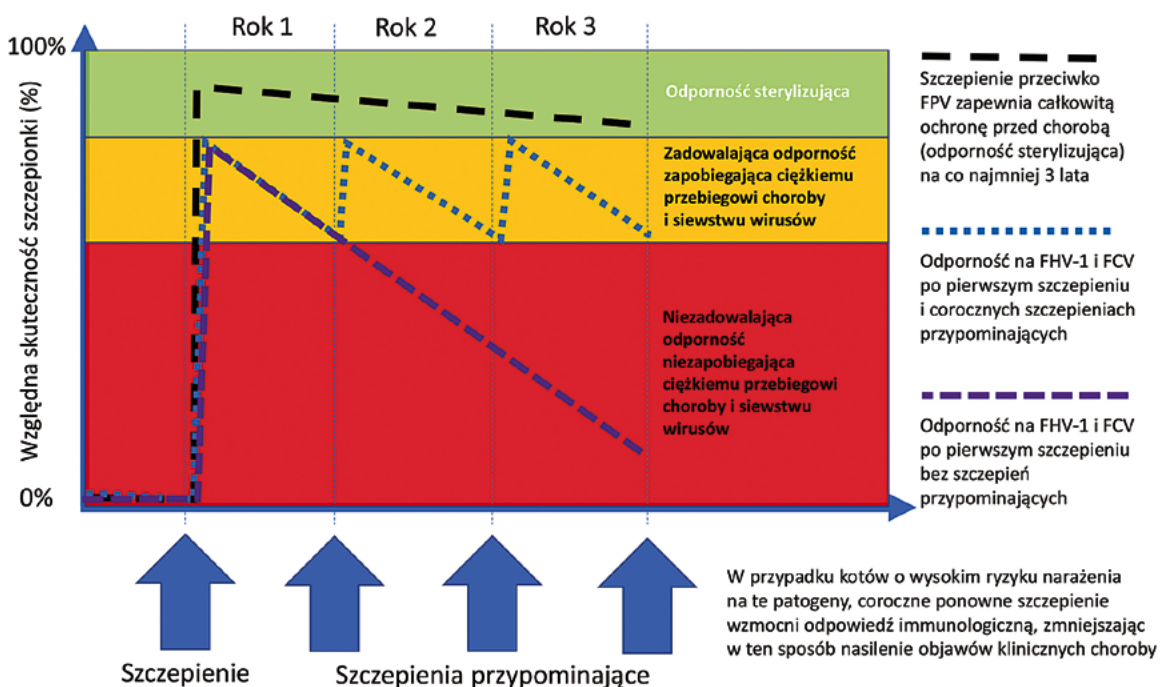 Rok 1
Rok 2
Rok 3
100%
0%
Względna skuteczność szczepionki (%)
Odporność sterylizująca
Zadowalająca odporność
zapobiegająca ciężkiemu
przebiegowi choroby
i siewstwu wirusów
Niezadowalająca
odporność
niezapobiegająca
ciężkiemu przebiegowi
choroby i siewstwu
wirusów
Szczepienie przeciwko
FPV zapewnia całkowitą
ochronę przed chorobą
(odporność sterylizująca)
na co najmniej 3 lata
Odporność na FHV-1 i FCV
po pierwszym szczepieniu
i corocznych szczepieniach
przypominających
Odporność na FHV-1 i FCV
po pierwszym szczepieniu
bez szczepień
przypominających
Szczepienie
Szczepienia przypominające
W przypadku kotów o wysokim ryzyku narażenia
na te patogeny, coroczne ponowne szczepienie
wzmocni odpowiedź immunologiczną, zmniejszając
w ten sposób nasilenie objawów klinicznych choroby